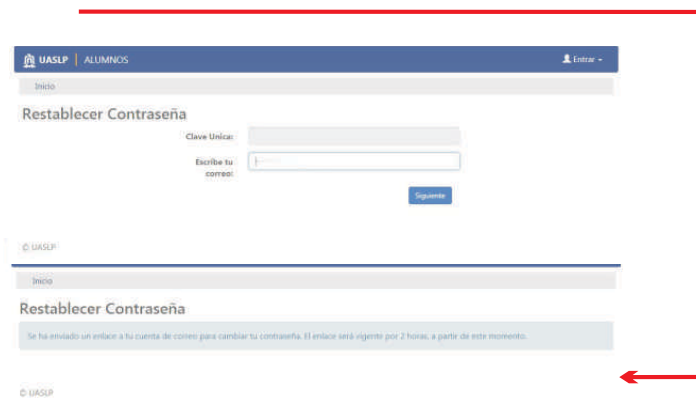 UASLP | ALUMNOS
Entrar
Inicio
Restablecer Contraseña
Clave Unica:
Escribe tu
correo:
Siguiente
© UASLP
Inicio
Restablecer Contraseña
Se ha enviado un enlace a tu cuenta de correo para cambiar tu contraseña. El enlace será vigente por 2 horas, a partir de este momento.
© UASLP